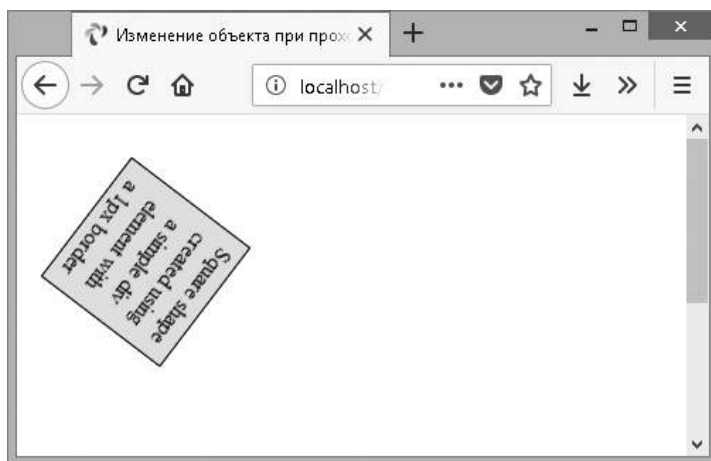 Изменение объекта при прох
localhost/
Square shape
created using
a simple div
element with
a 1px border